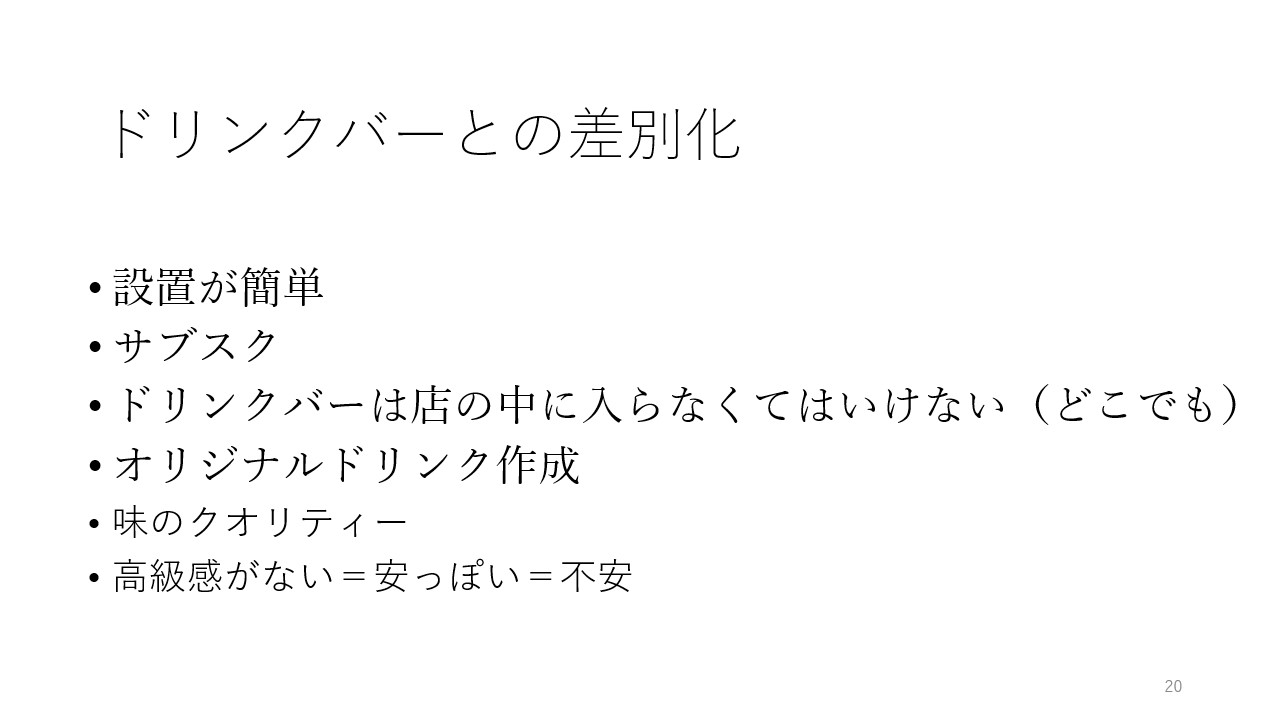 ドリンクバーとの差別化
• 設置が簡単
• サブスク
• ドリンクバーは店の中に入らなくてはいけない（どこでも）
• オリジナルドリンク作成
• 味のクオリティー
• 高級感がない＝安っぽい＝不安
20